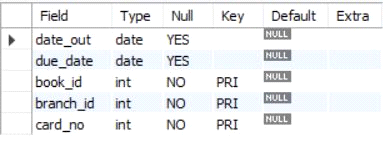 Field Type Null Key Default Extra
date_out date YES NULL
due_date date YES NULL
book_id int NO PRI NULL
branch_id int NO PRI NULL
card_no int NO PRI NULL